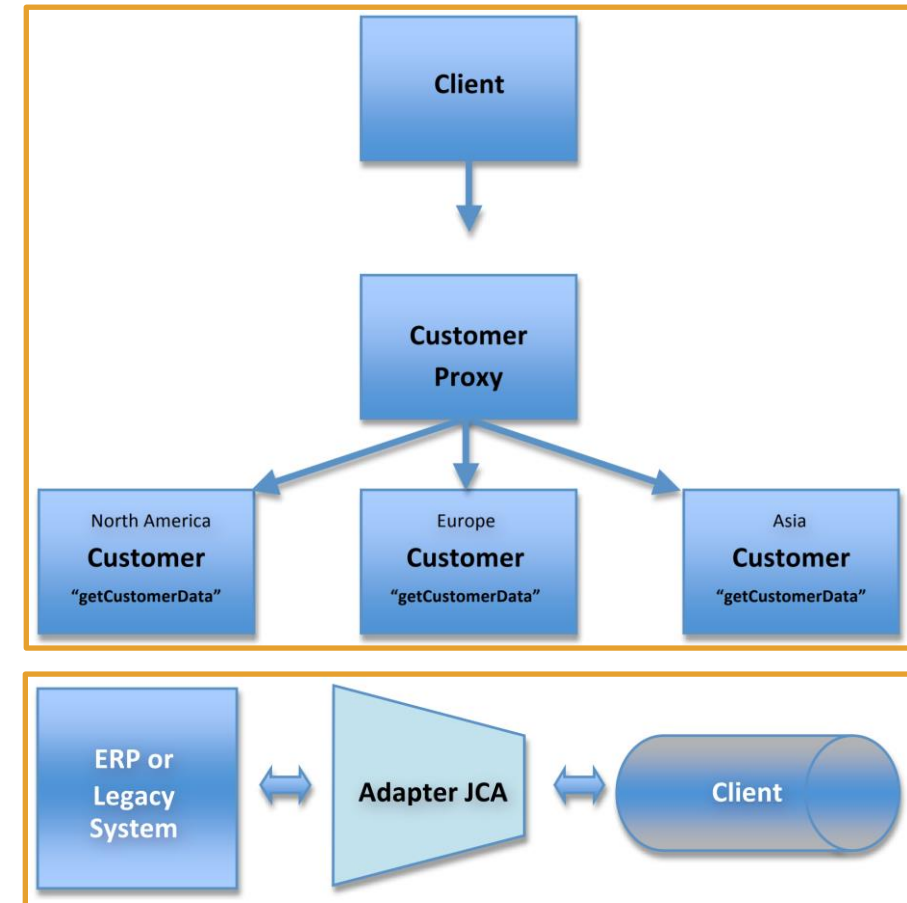 Client
Customer
Proxy
North America
Customer
“getCustomerData”
Europe
Customer
“getCustomerData”
Asia
Customer
“getCustomerData”
ERP or
Legacy
System
Adapter JCA
Client